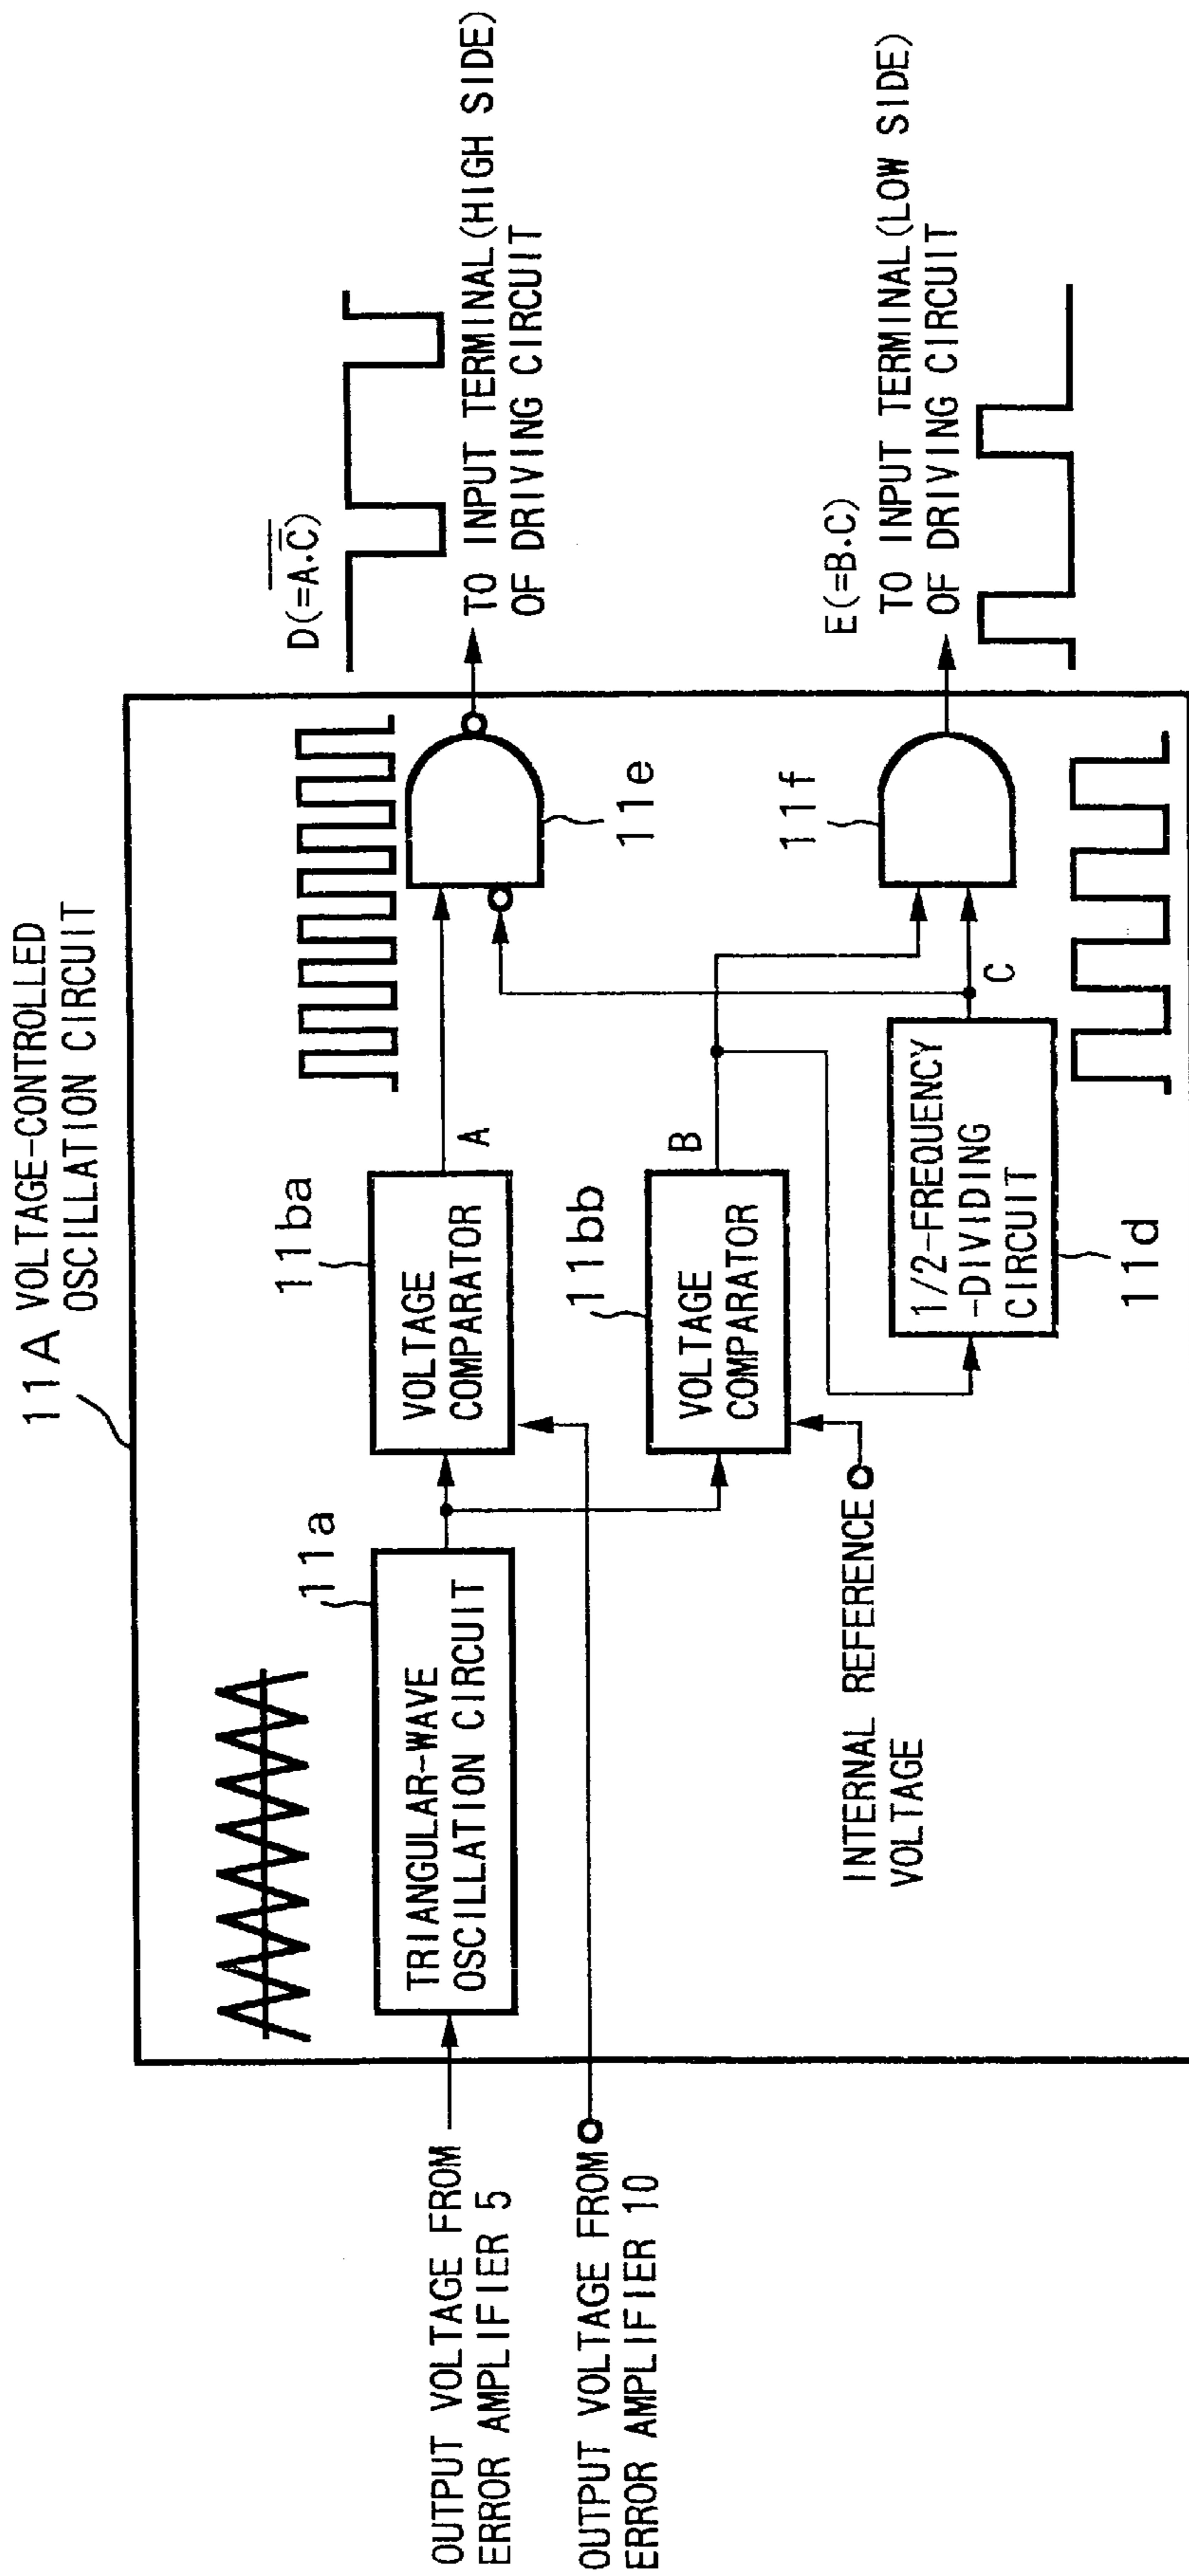 11A VOLTAGE-CONTROLLED
OSCILLATION CIRCUIT
OUTPUT VOLTAGE FROM
ERROR AMPLIFIER 5
OUTPUT VOLTAGE FROM
ERROR AMPLIFIER 10
11a
TRIANGULAR-WAVE
OSCILLATION CIRCUIT
INTERNAL REFERENCE
VOLTAGE
11ba
VOLTAGE
COMPARATOR
A
11bb
VOLTAGE
COMPARATOR
B
1/2-FREQUENCY
-DIVIDING
CIRCUIT
11d
C
11e
11f
D(=A̅·̅C̅̅)
TO INPUT TERMINAL(HIGH SIDE)
OF DRIVING CIRCUIT
E(=B.C)
TO INPUT TERMINAL(LOW SIDE)
OF DRIVING CIRCUIT